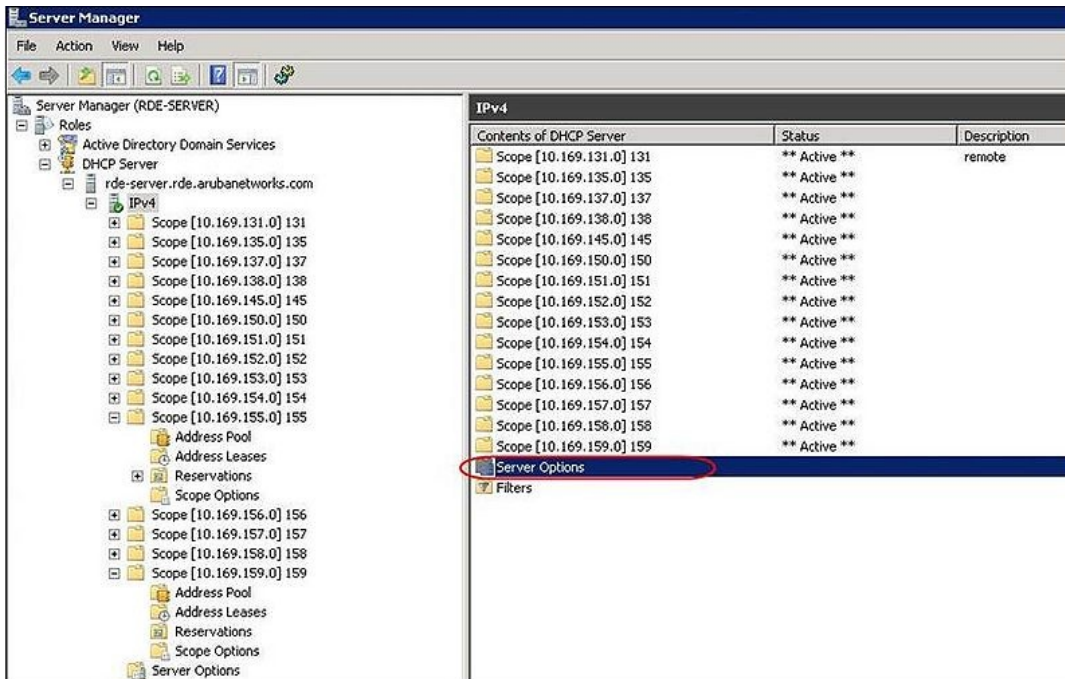 Server Manager
File Action View Help
Server Manager (RDE-SERVER)
Roles
Active Directory Domain Services
DHCP Server
rde-server.rde.arubanetworks.com
IPv4
Scope [10.169.131.0] 131
Scope [10.169.135.0] 135
Scope [10.169.137.0] 137
Scope [10.169.138.0] 138
Scope [10.169.145.0] 145
Scope [10.169.150.0] 150
Scope [10.169.151.0] 151
Scope [10.169.152.0] 152
Scope [10.169.153.0] 153
Scope [10.169.154.0] 154
Scope [10.169.155.0] 155
Address Pool
Address Leases
Reservations
Scope Options
Scope [10.169.156.0] 156
Scope [10.169.157.0] 157
Scope [10.169.158.0] 158
Scope [10.169.159.0] 159
Address Pool
Address Leases
Reservations
Scope Options
Server Options
IPv4
Contents of DHCP Server Status Description
Scope [10.169.131.0] 131 ** Active ** remote
Scope [10.169.135.0] 135 ** Active **
Scope [10.169.137.0] 137 ** Active **
Scope [10.169.138.0] 138 ** Active **
Scope [10.169.145.0] 145 ** Active **
Scope [10.169.150.0] 150 ** Active **
Scope [10.169.151.0] 151 ** Active **
Scope [10.169.152.0] 152 ** Active **
Scope [10.169.153.0] 153 ** Active **
Scope [10.169.154.0] 154 ** Active **
Scope [10.169.155.0] 155 ** Active **
Scope [10.169.156.0] 156 ** Active **
Scope [10.169.157.0] 157 ** Active **
Scope [10.169.158.0] 158 ** Active **
Scope [10.169.159.0] 159 ** Active **
Server Options
Filters